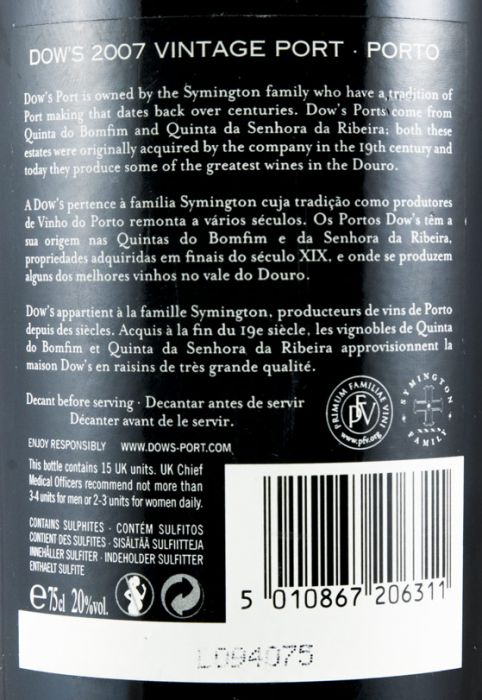 DOW'S 2007 VINTAGE PORT · PORTO
Dow's Port is owned by the Symington family who have a tradition of
Port making that dates back over centuries. Dow's Ports come from
Quinta do Bomfim and Quinta da Senhora da Ribeira; both these
estates were originally acquired by the company in the 19th century and
today they produce some of the greatest wines in the Douro.
A Dow's pertence à família Symington cuja tradição como produtores
de Vinho do Porto remonta a vários séculos. Os Portos Dow's têm a
sua origem nas Quintas do Bomfim e da Senhora da Ribeira,
propriedades adquiridas em finais do século XIX, e onde se produzem
alguns dos melhores vinhos no vale do Douro.
Dow's appartient à la famille Symington, producteurs de vins de Porto
depuis des siècles. Acquis à la fin du 19e siècle, les vignobles de Quinta
do Bomfim et Quinta da Senhora da Ribeira approvisionnent la
maison Dow's en raisins de très grande qualité.
Decant before serving · Decantar antes de servir
Décanter avant de le servir.
PRIMUM FAMILIAE VINI
PFV
www.pfv.org
SYMINGTON
FAMILY
ENJOY RESPONSIBLY WWW.DOWS-PORT.COM
This bottle contains 15 UK units. UK Chief
Medical Officers recommend not more than
3-4 units for men or 2-3 units for women daily.
CONTAINS SULPHITES · CONTÉM SULFITOS
CONTIENT DES SULFITES · SISÄLTÄÄ SULFIITTEJA
INNEHÅLLER SULFITER · INDEHOLDER SULFITTER
ENTHAELT SULFITE
e 75cl 20%vol.
5 010867 206311
L094075